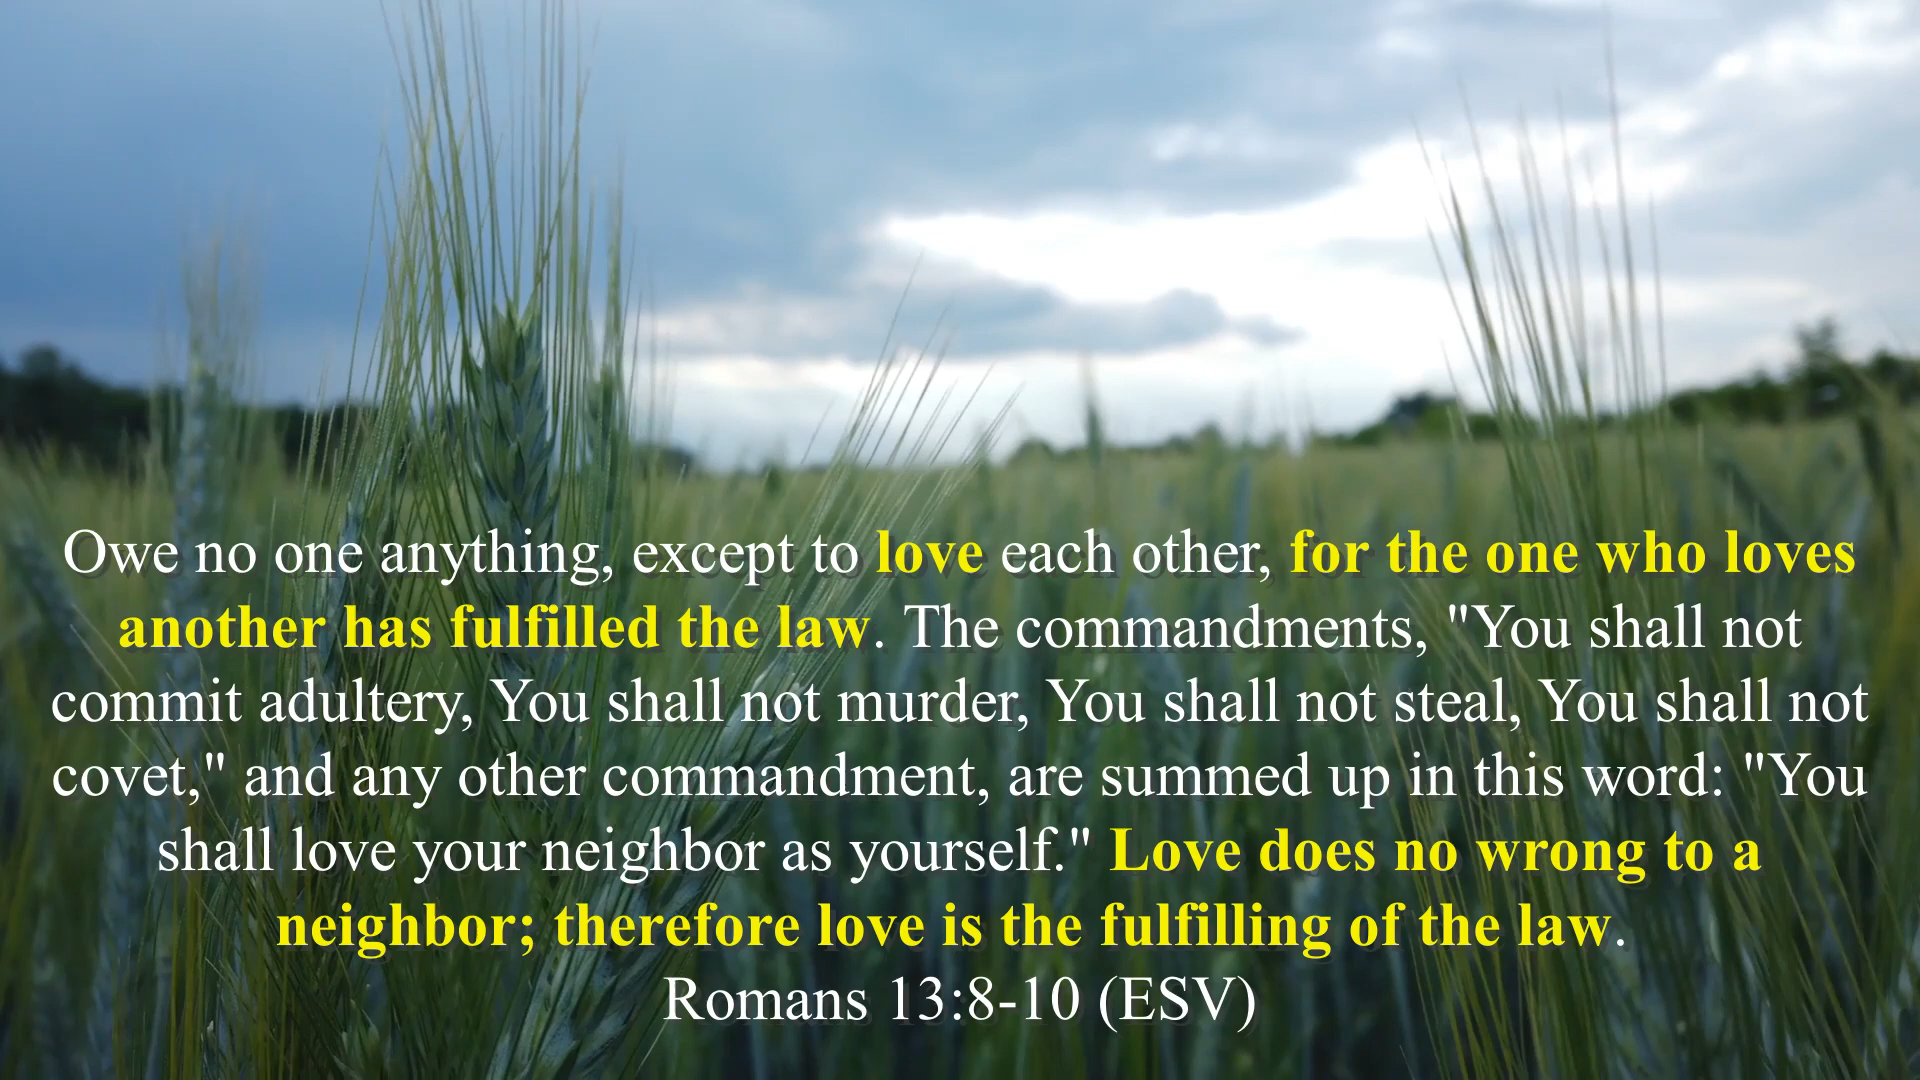 Owe no one anything, except to love each other, for the one who loves
another has fulfilled the law. The commandments, "You shall not
commit adultery, You shall not murder, You shall not steal, You shall not
covet," and any other commandment, are summed up in this word: "You
shall love your neighbor as yourself." Love does no wrong to a
neighbor; therefore love is the fulfilling of the law.
Romans 13:8-10 (ESV)